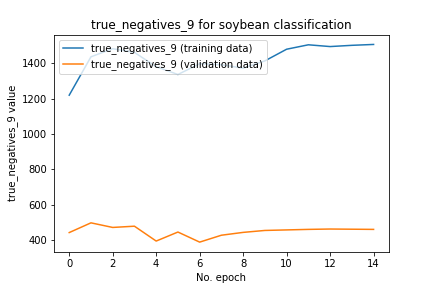 true_negatives_9 for soybean classification
true_negatives_9 (training data)
true_negatives_9 (validation data)
true_negatives_9 value
1400
1200
1000
800
600
400
0 2 4 6 8 10 12 14
No. epoch